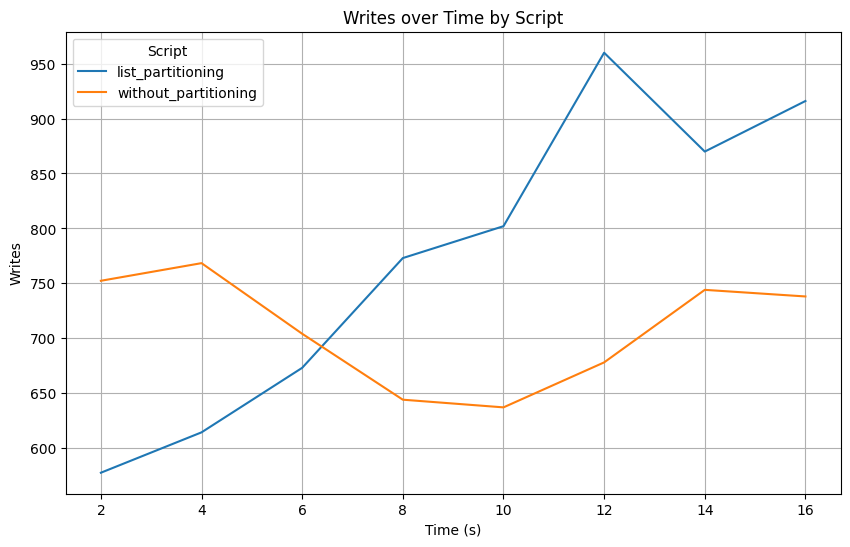 Writes over Time by Script
Script
list_partitioning
without_partitioning
Writes
950
900
850
800
750
700
650
600
2 4 6 8 10 12 14 16
Time (s)